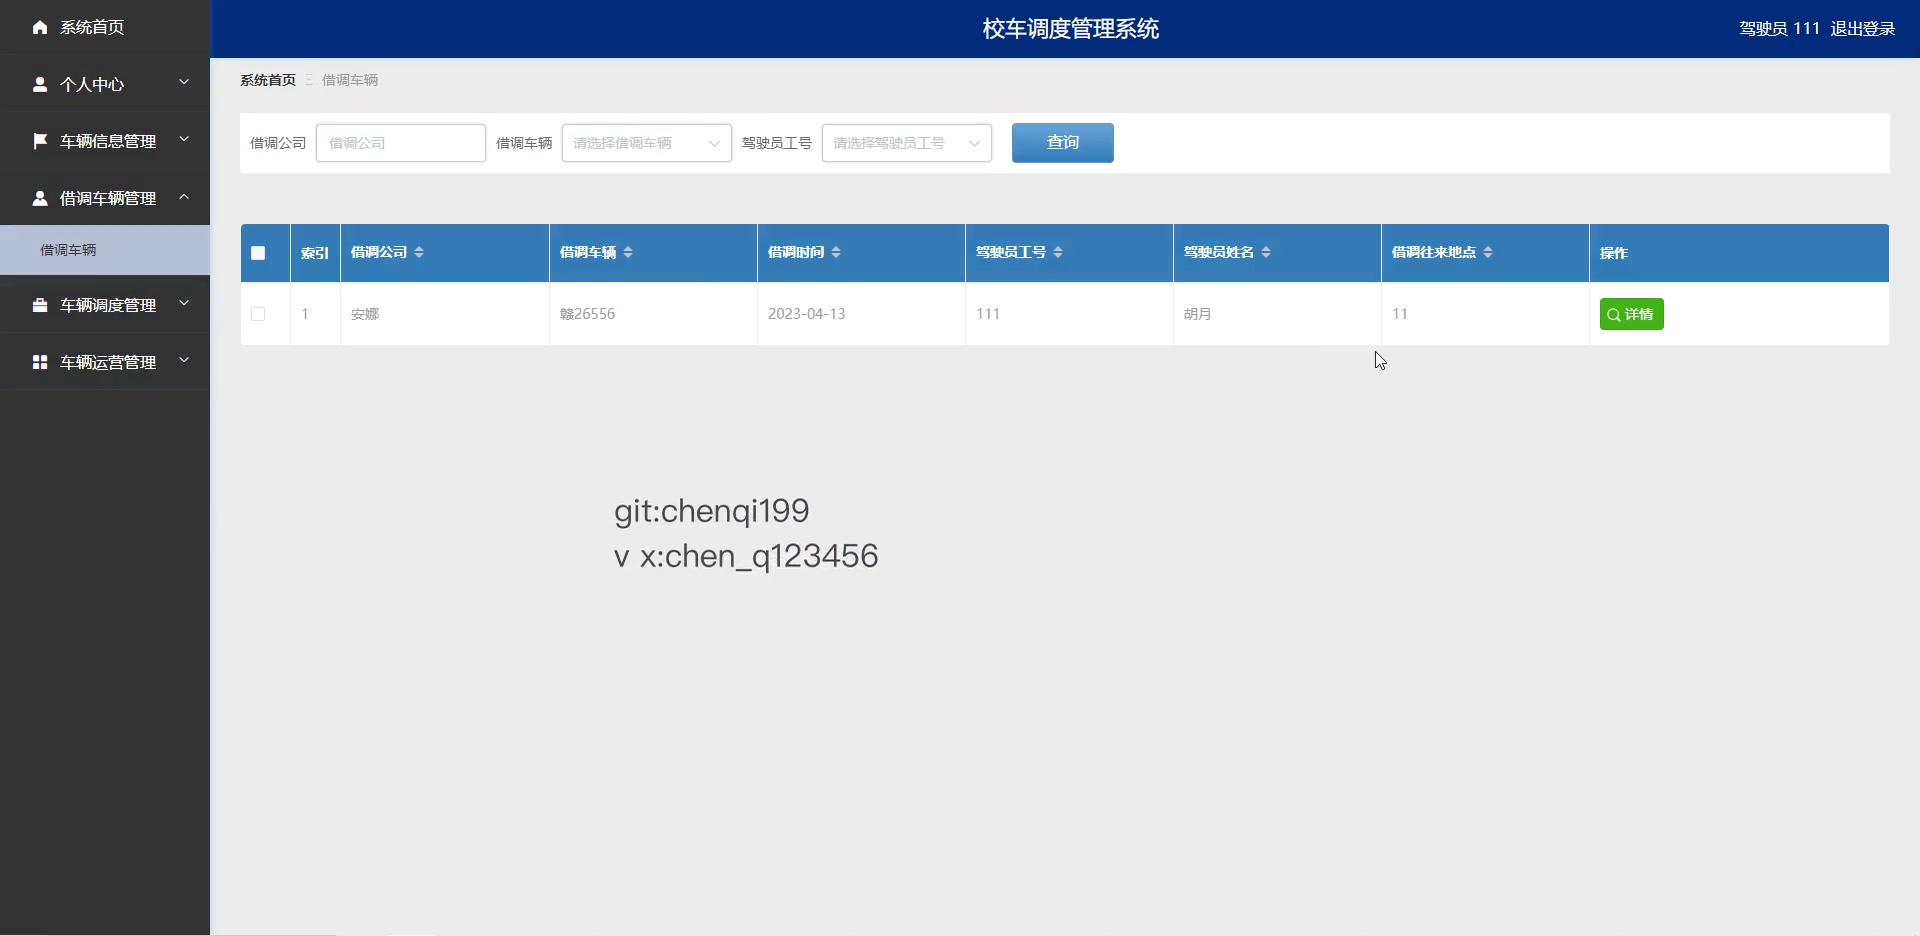 系统首页
个人中心
车辆信息管理
借调车辆管理
借调车辆
车辆调度管理
车辆运营管理
校车调度管理系统
驾驶员 111 退出登录
系统首页 借调车辆
借调公司 借调公司 借调车辆 请选择借调车辆 驾驶员工号 请选择驾驶员工号 查询
索引 借调公司 借调车辆 借调时间 驾驶员工号 驾驶员姓名 借调往来地点 操作
1 安娜 赣26556 2023-04-13 111 胡月 11 详情
git:chenqi199
v x:chen_q123456